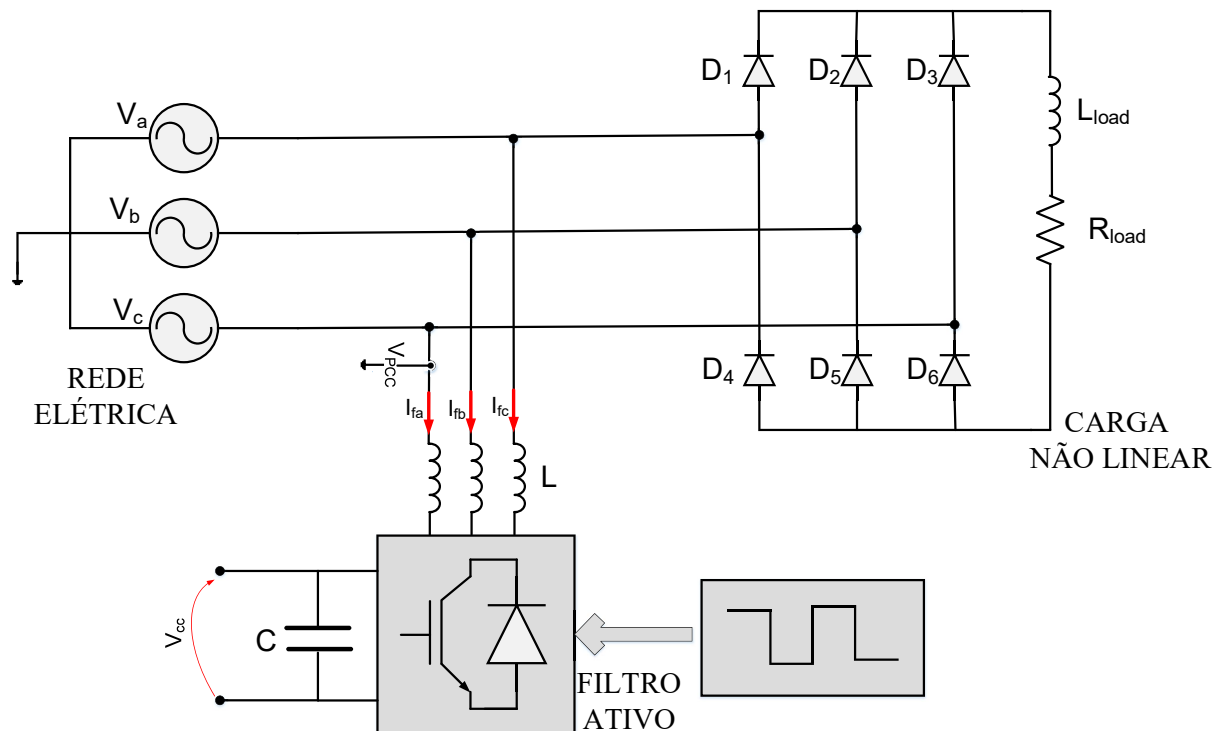 D1
D2
D3
Va
Lload
Vb
Rload
Vc
VPCC
REDE
ELÉTRICA
D4
D5
D6
Ifa
Ifb
Ifc
CARGA
NÃO LINEAR
L
Vcc
C
FILTRO
ATIVO